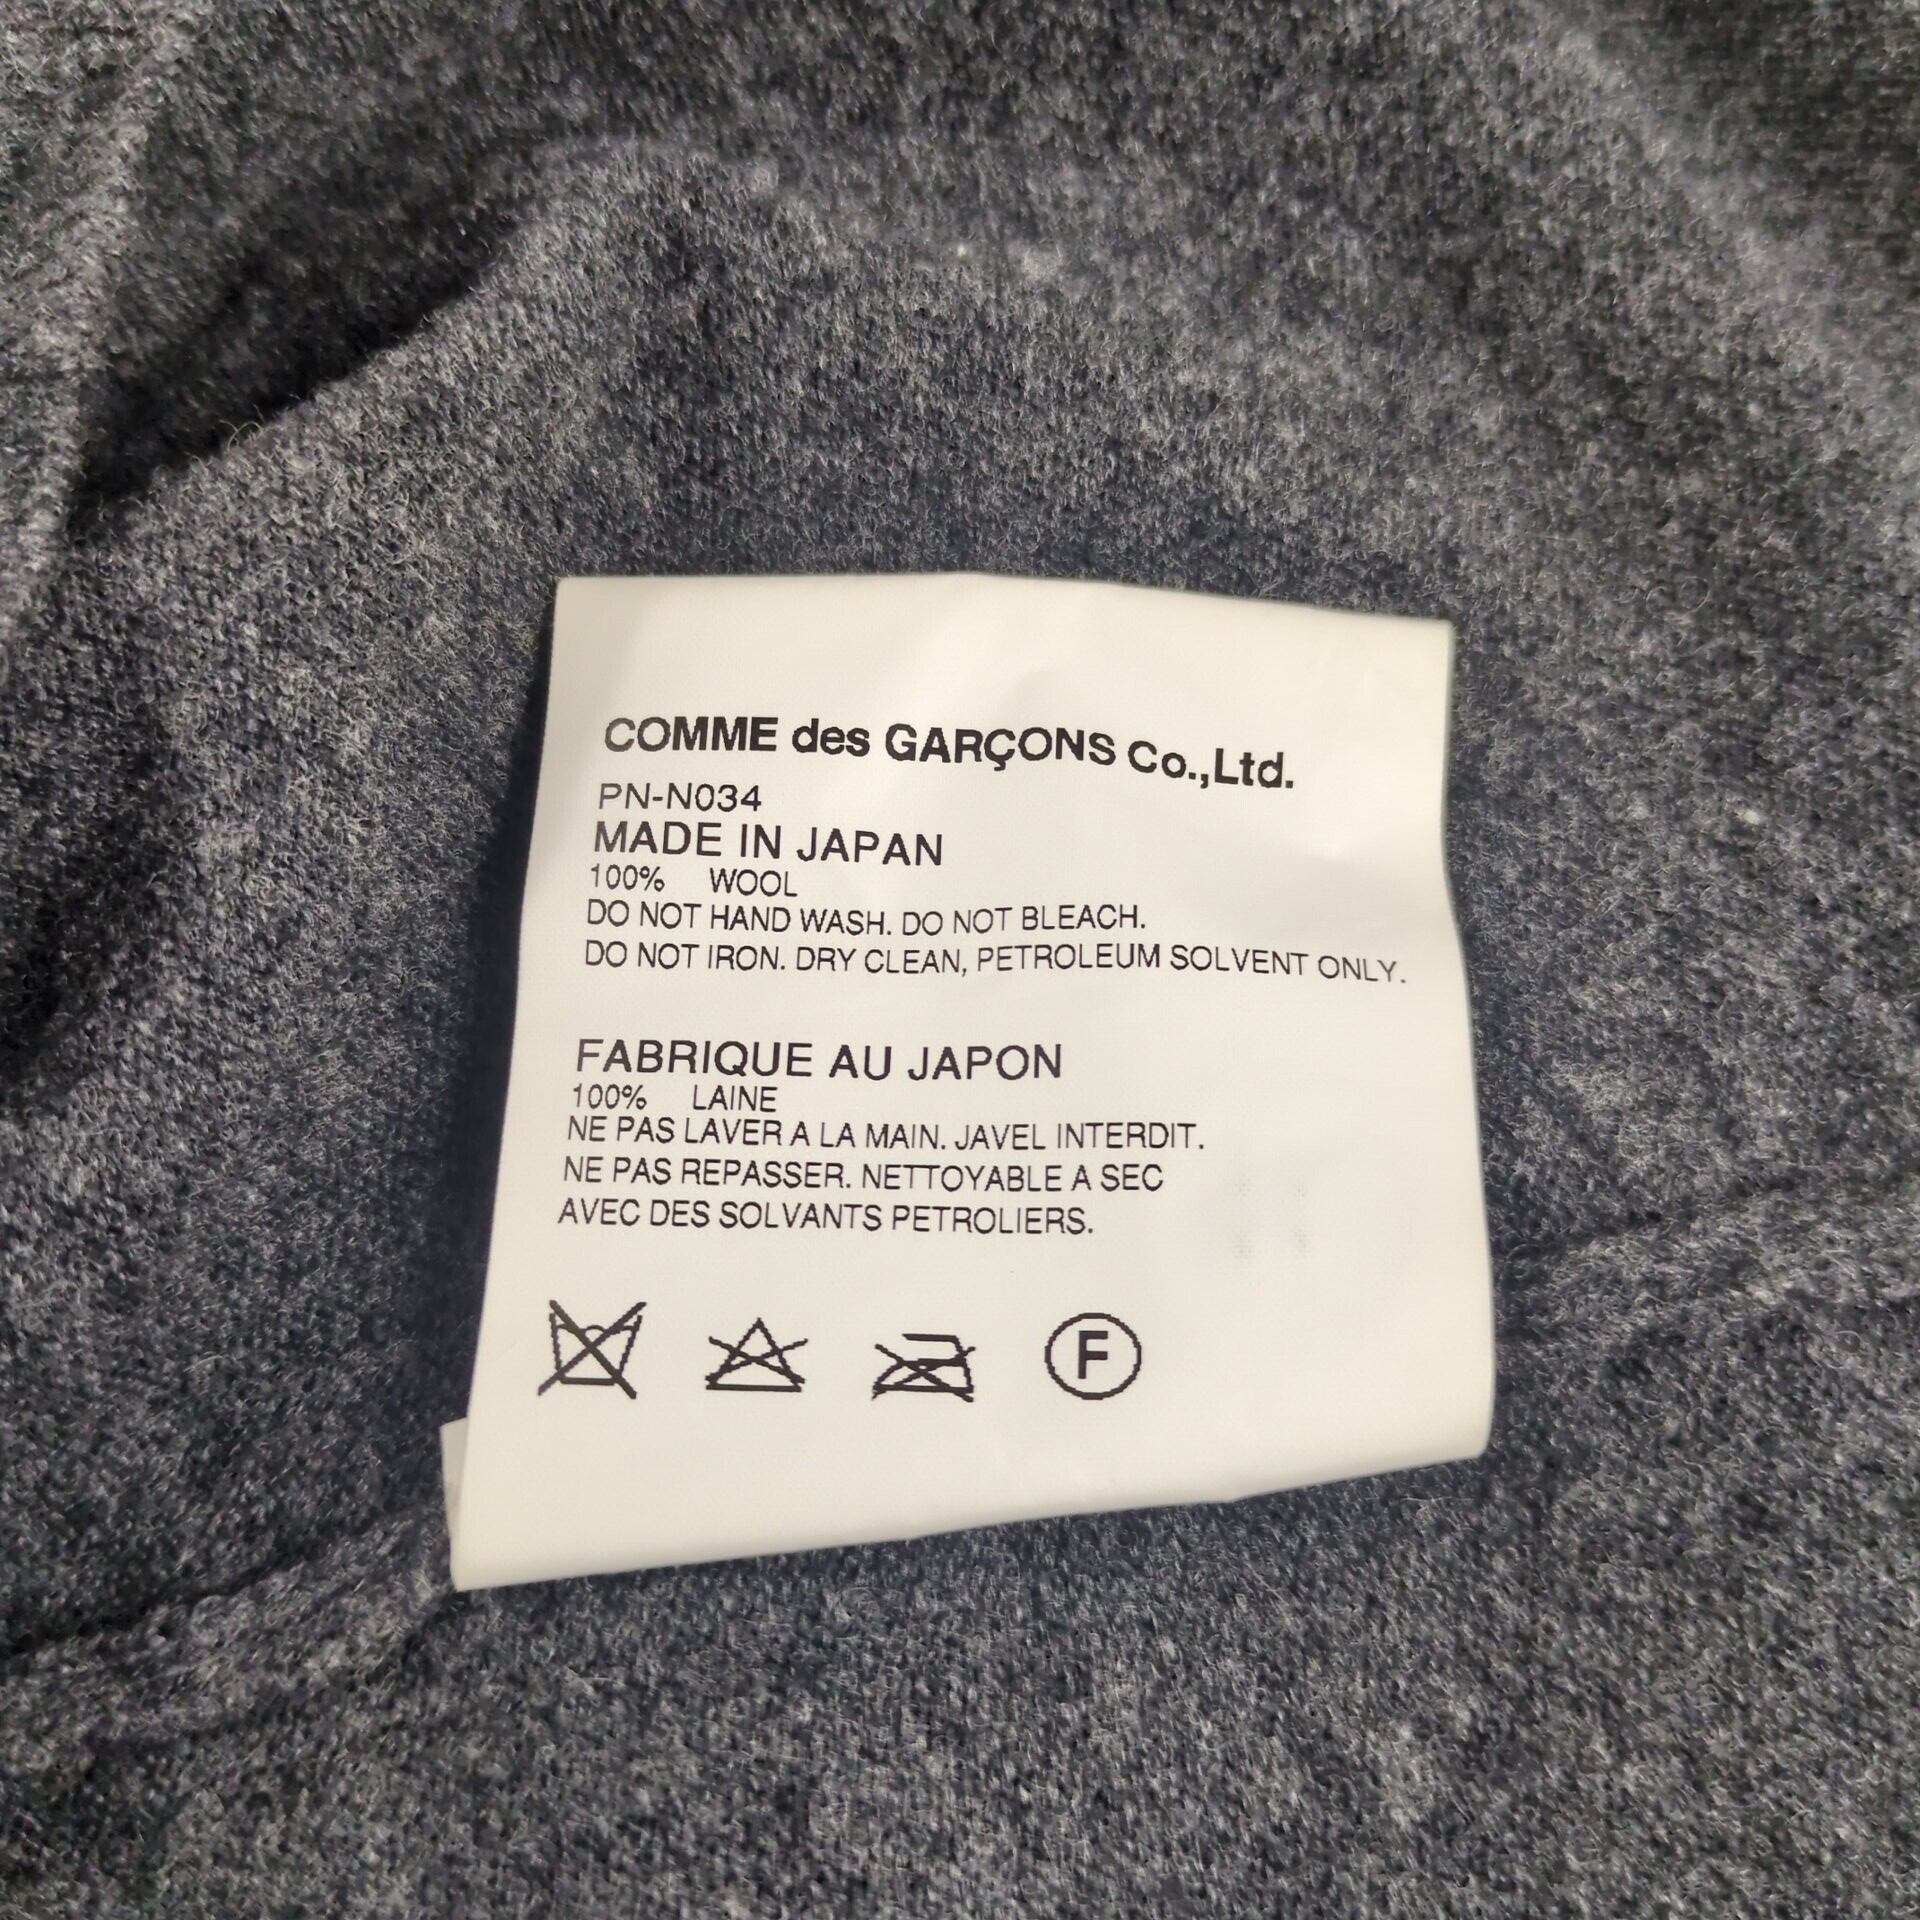 COMME des GARÇONS Co.,Ltd.
PN-N034
MADE IN JAPAN
100% WOOL
DO NOT HAND WASH. DO NOT BLEACH.
DO NOT IRON. DRY CLEAN, PETROLEUM SOLVENT ONLY.
FABRIQUE AU JAPON
100% LAINE
NE PAS LAVER A LA MAIN. JAVEL INTERDIT.
NE PAS REPASSER. NETTOYABLE A SEC
AVEC DES SOLVANTS PETROLIERS.
F